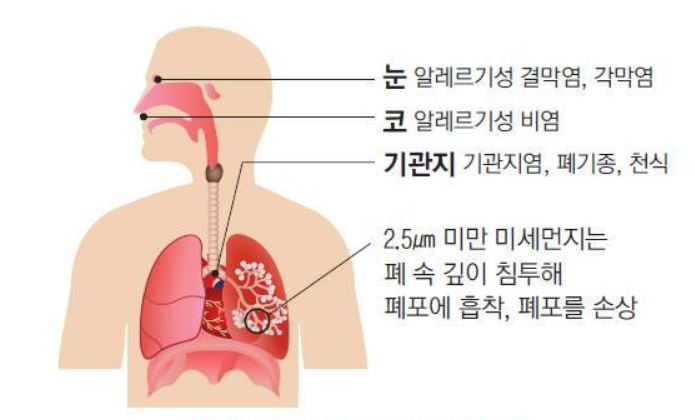 눈 알레르기성 결막염, 각막염
코 알레르기성 비염
기관지 기관지염, 폐기종, 천식
2.5㎛ 미만 미세먼지는
폐 속 깊이 침투해
폐포에 흡착, 폐포를 손상